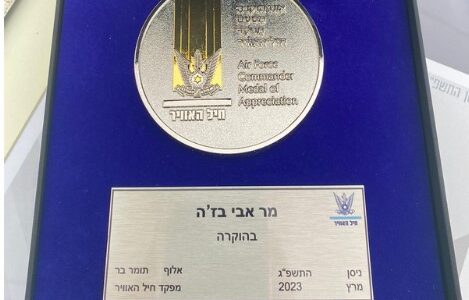 Air Force
Commander
Medal of
Appreciation
חיל האוויר
מר אבי בז'ה
בהוקרה
חיל האוויר
ניסן התשפ"ג אלוף תומר בר
מרץ 2023 מפקד חיל האוויר